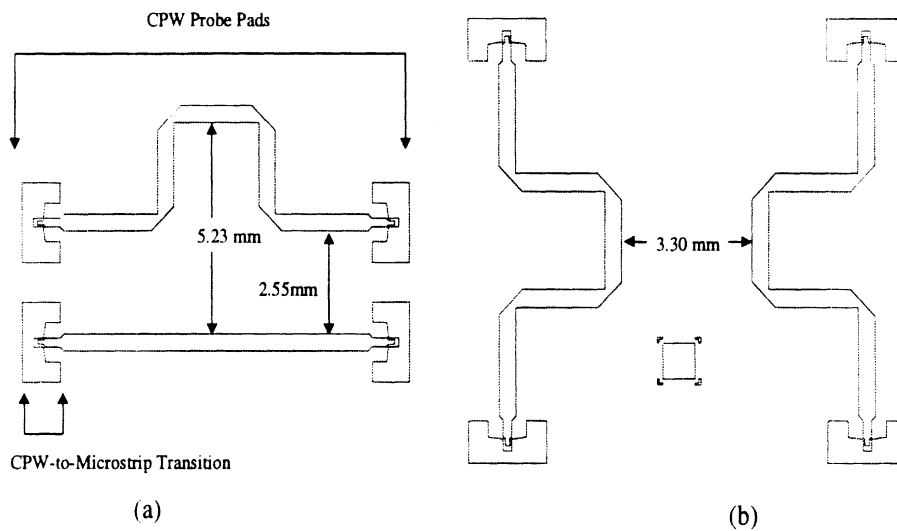 CPW Probe Pads
5.23 mm
2.55mm
CPW-to-Microstrip Transition
(a)
3.30 mm
(b)